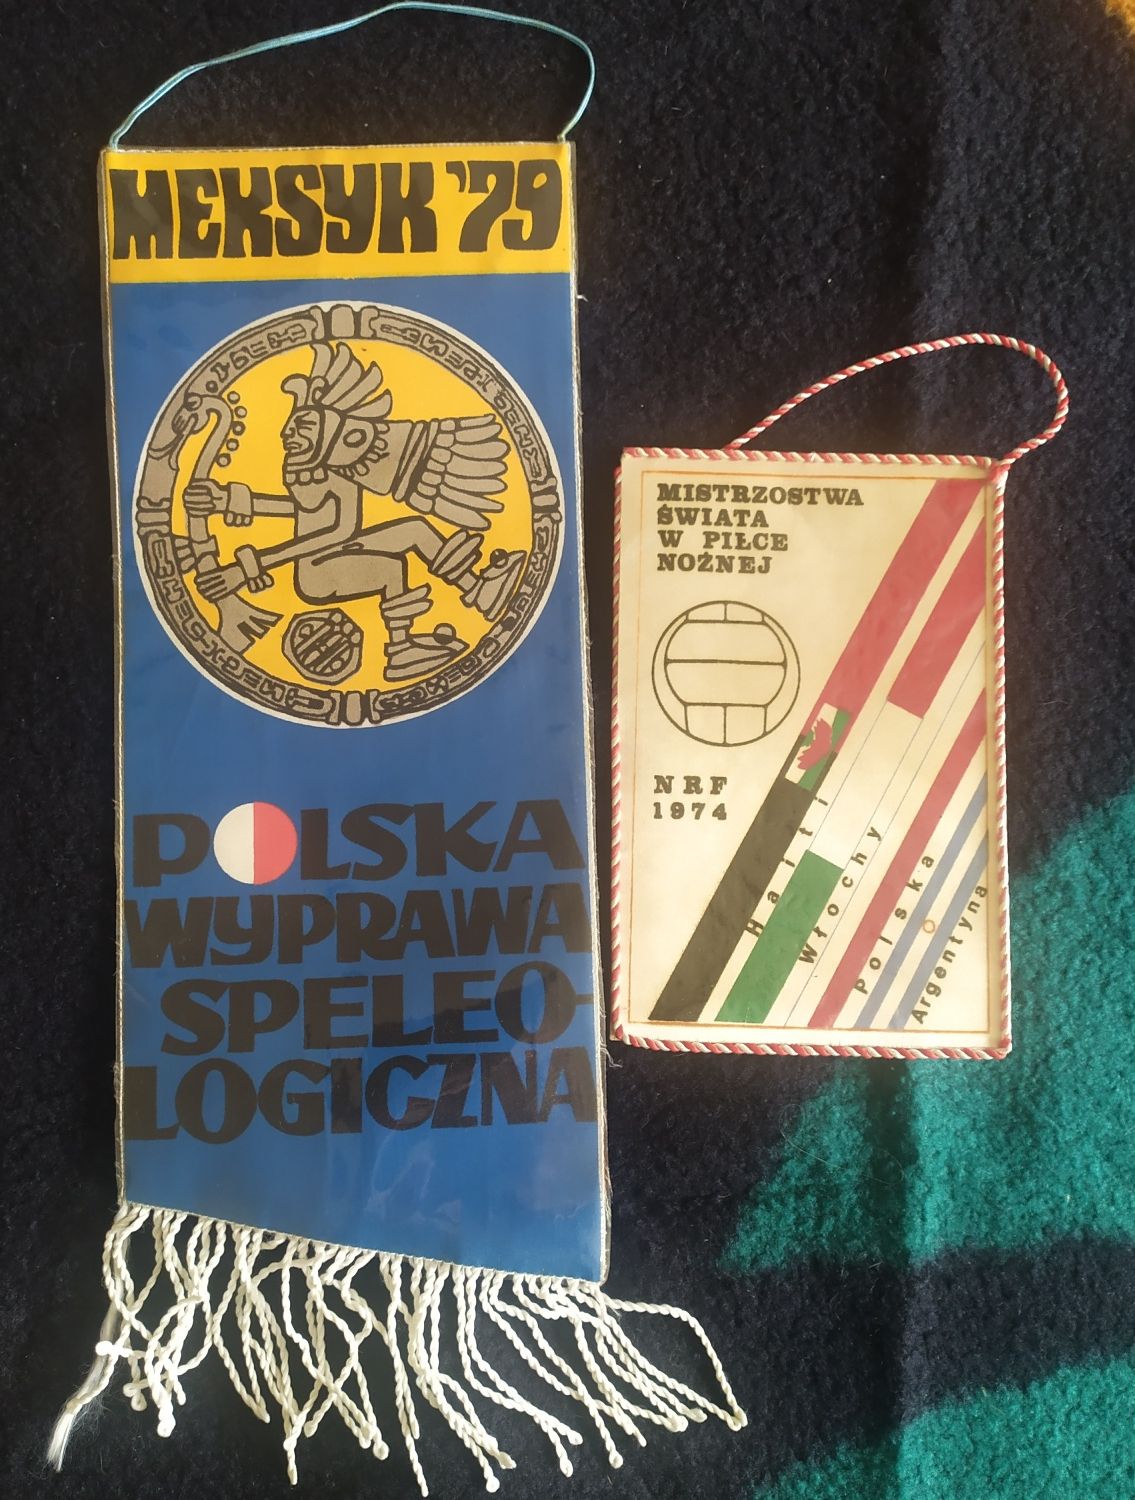 MEKSYK '79
POLSKA
WYPRAWA
SPELEO-
LOGICZNA
MISTRZOSTWA
ŚWIATA
W PIŁCE
NOŻNEJ
NRF
1974
Haiti
Włochy
polska
Argentyna